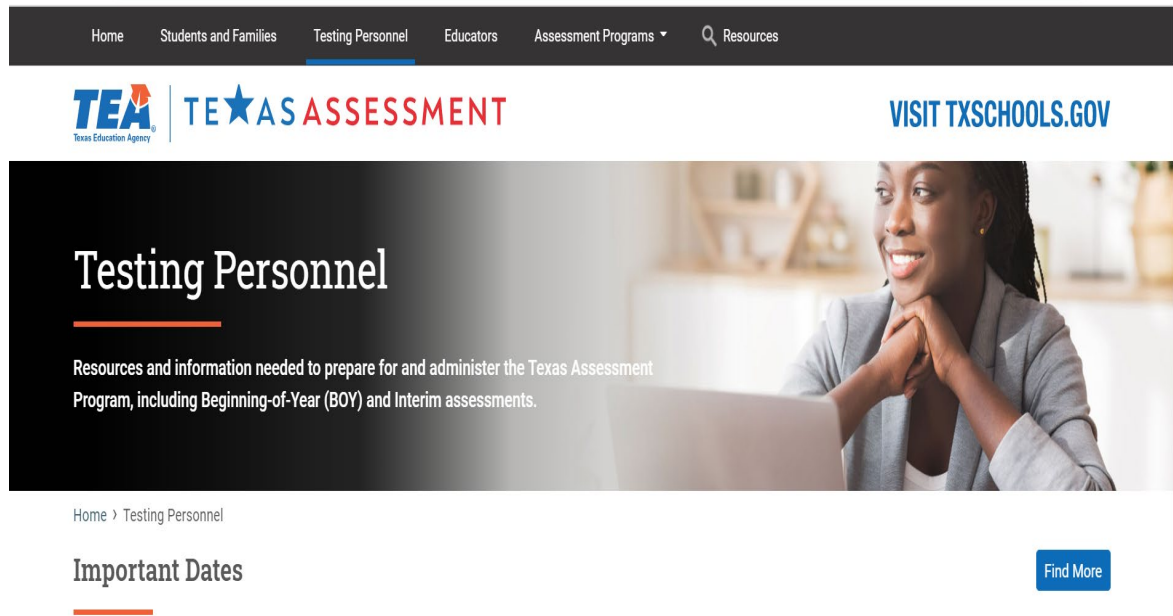 Home Students and Families Testing Personnel Educators Assessment Programs Resources
TEA
Texas Education Agency
TEXAS ASSESSMENT
VISIT TXSCHOOLS.GOV
Testing Personnel
Resources and information needed to prepare for and administer the Texas Assessment
Program, including Beginning-of-Year (BOY) and Interim assessments.
Home › Testing Personnel
Important Dates
Find More